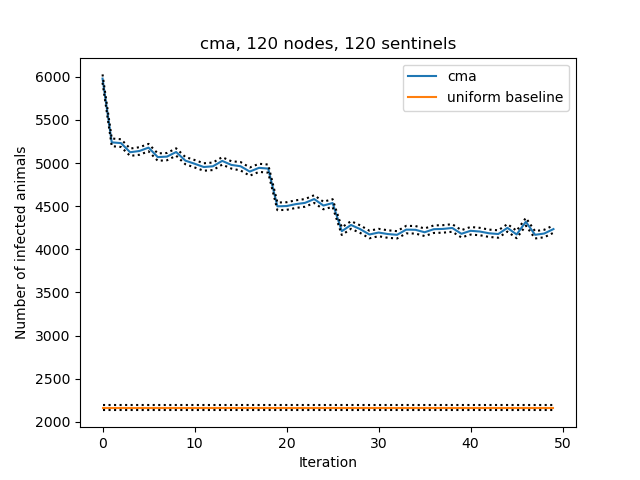 cma, 120 nodes, 120 sentinels
cma
uniform baseline
Number of infected animals
6000
5500
5000
4500
4000
3500
3000
2500
2000
0 10 20 30 40 50
Iteration